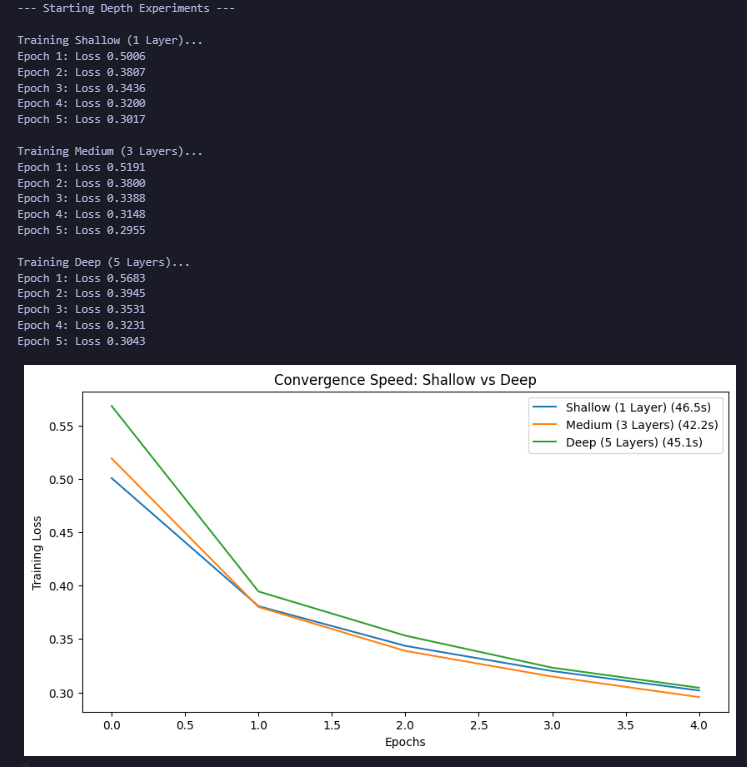 --- Starting Depth Experiments ---
Training Shallow (1 Layer)...
Epoch 1: Loss 0.5006
Epoch 2: Loss 0.3807
Epoch 3: Loss 0.3436
Epoch 4: Loss 0.3200
Epoch 5: Loss 0.3017
Training Medium (3 Layers)...
Epoch 1: Loss 0.5191
Epoch 2: Loss 0.3800
Epoch 3: Loss 0.3388
Epoch 4: Loss 0.3148
Epoch 5: Loss 0.2955
Training Deep (5 Layers)...
Epoch 1: Loss 0.5683
Epoch 2: Loss 0.3945
Epoch 3: Loss 0.3531
Epoch 4: Loss 0.3231
Epoch 5: Loss 0.3043
Convergence Speed: Shallow vs Deep
Shallow (1 Layer) (46.5s)
Medium (3 Layers) (42.2s)
Deep (5 Layers) (45.1s)
Training Loss
0.55
0.50
0.45
0.40
0.35
0.30
0.0 0.5 1.0 1.5 2.0 2.5 3.0 3.5 4.0
Epochs